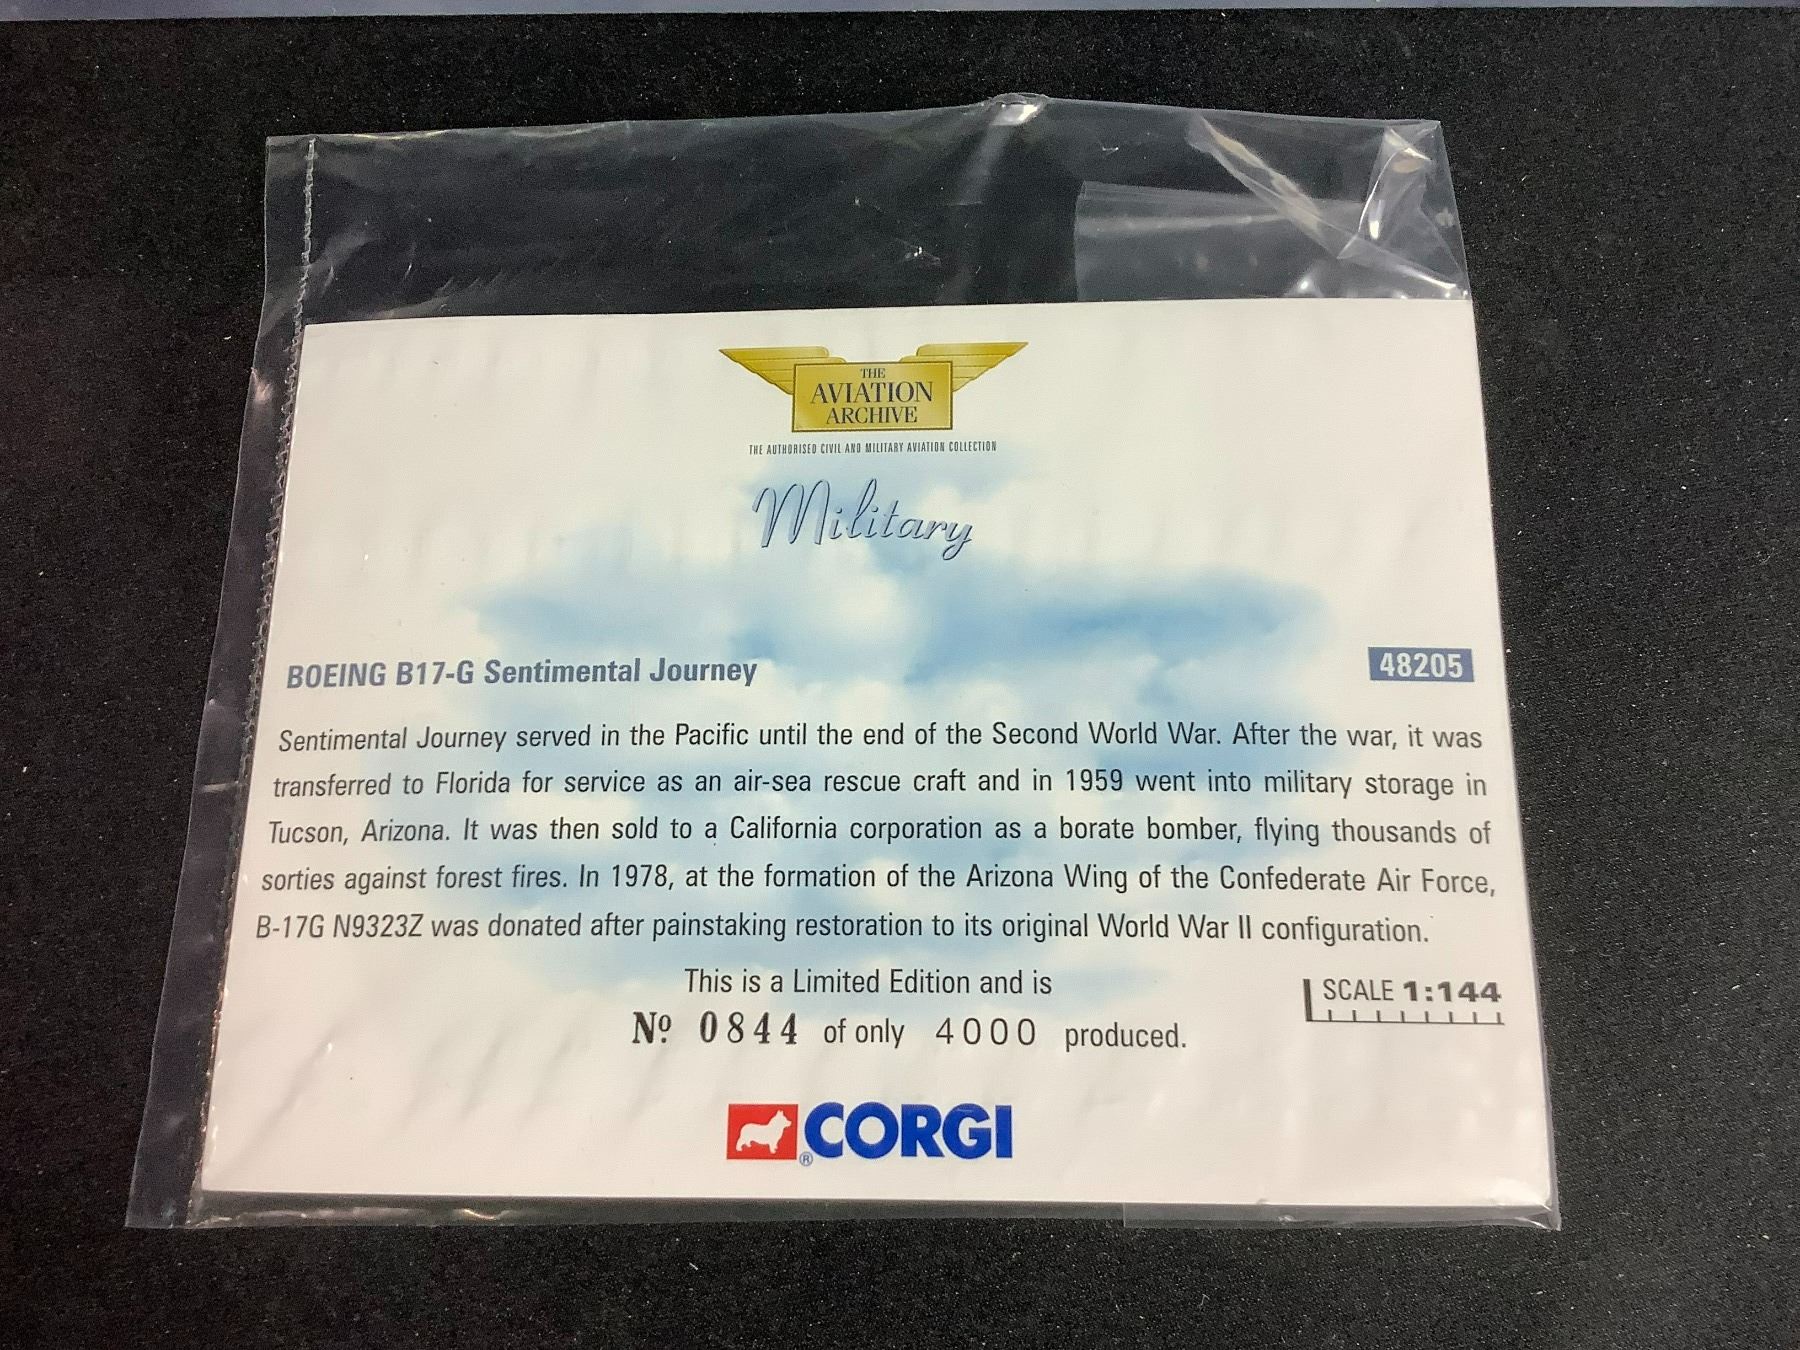 THE
AVIATION
ARCHIVE
THE AUTHORISED CIVIL AND MILITARY AVIATION COLLECTION
Military
BOEING B17-G Sentimental Journey
48205
Sentimental Journey served in the Pacific until the end of the Second World War. After the war, it was
transferred to Florida for service as an air-sea rescue craft and in 1959 went into military storage in
Tucson, Arizona. It was then sold to a California corporation as a borate bomber, flying thousands of
sorties against forest fires. In 1978, at the formation of the Arizona Wing of the Confederate Air Force,
B-17G N9323Z was donated after painstaking restoration to its original World War II configuration.
This is a Limited Edition and is
Nº 0844 of only 4000 produced.
SCALE 1:144
CORGI®